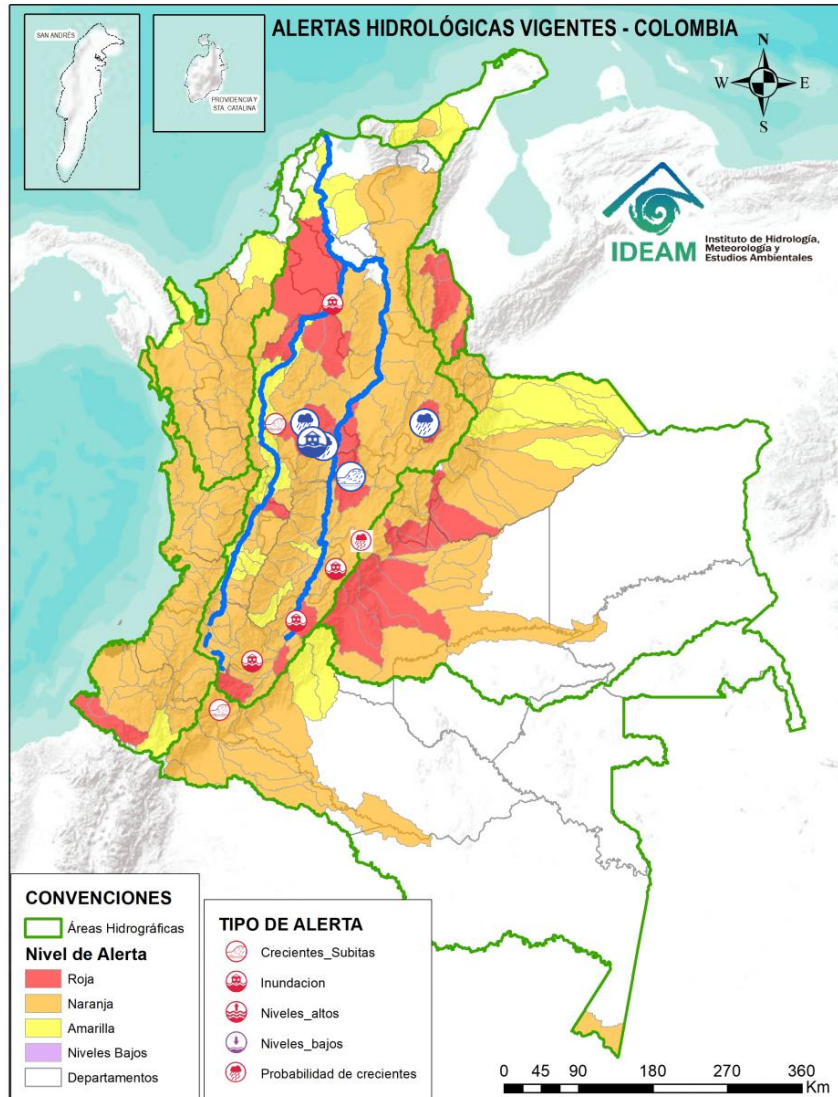 ALERTAS HIDROLÓGICAS VIGENTES - COLOMBIA
SAN ANDRÉS
PROVIDENCIA Y
STA. CATALINA
N
W
E
S
IDEAM
Instituto de Hidrología,
Meteorología y
Estudios Ambientales
CONVENCIONES
Áreas Hidrográficas
Nivel de Alerta
Roja
Naranja
Amarilla
Niveles Bajos
Departamentos
TIPO DE ALERTA
Crecientes_Subitas
Inundacion
Niveles_altos
Niveles_bajos
Probabilidad de crecientes
0 45 90 180 270 360
Km